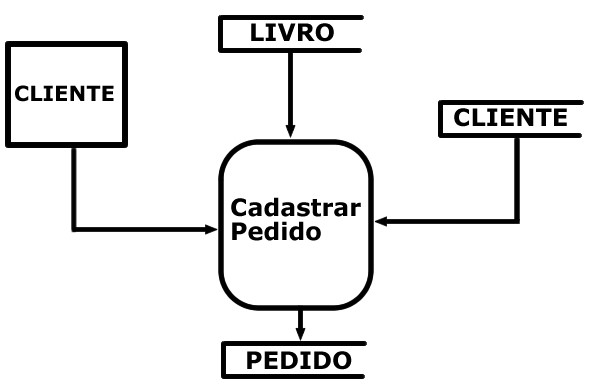 LIVRO
CLIENTE
CLIENTE
Cadastrar
Pedido
PEDIDO